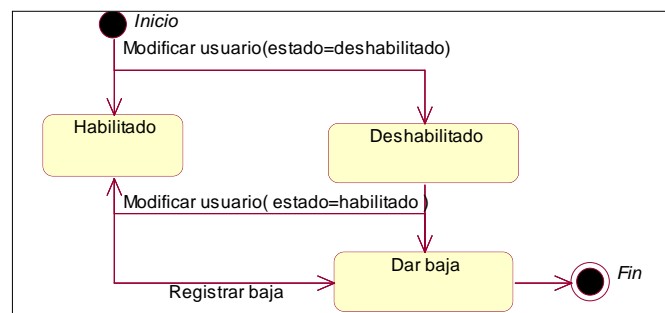 Inicio
Modificar usuario(estado=deshabilitado)
Habilitado
Deshabilitado
Modificar usuario( estado=habilitado )
Dar baja
Fin
Registrar baja